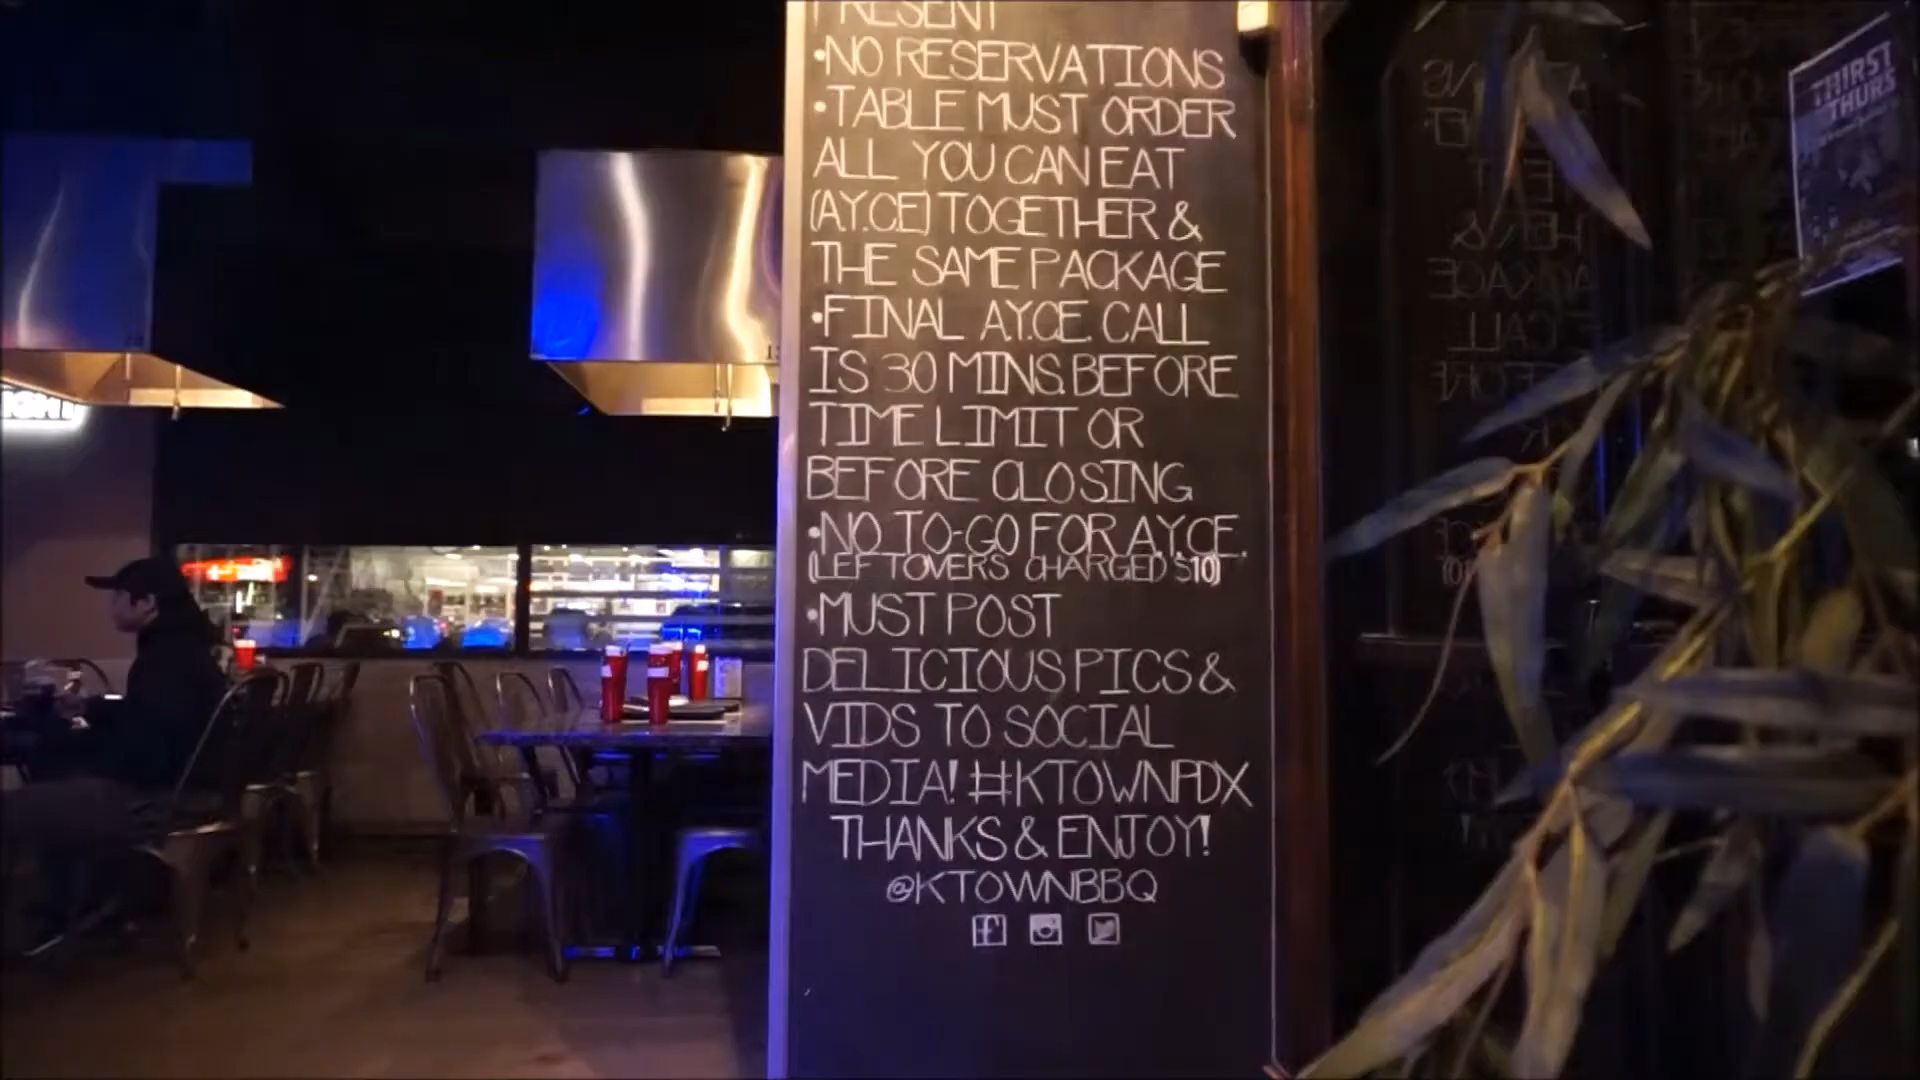 PRESENT
•NO RESERVATIONS
•TABLE MUST ORDER
ALL YOU CAN EAT
(A.Y.C.E) TOGETHER &
THE SAME PACKAGE
•FINAL A.Y.C.E. CALL
IS 30 MINS. BEFORE
TIME LIMIT OR
BEFORE CLOSING
•NO TO-GO FOR A.Y.C.E.
(LEFTOVERS CHARGED $10)
•MUST POST
DELICIOUS PICS &
VIDS TO SOCIAL
MEDIA! #KTOWNPDX
THANKS & ENJOY!
@KTOWNBBQ
THIRST
THURS